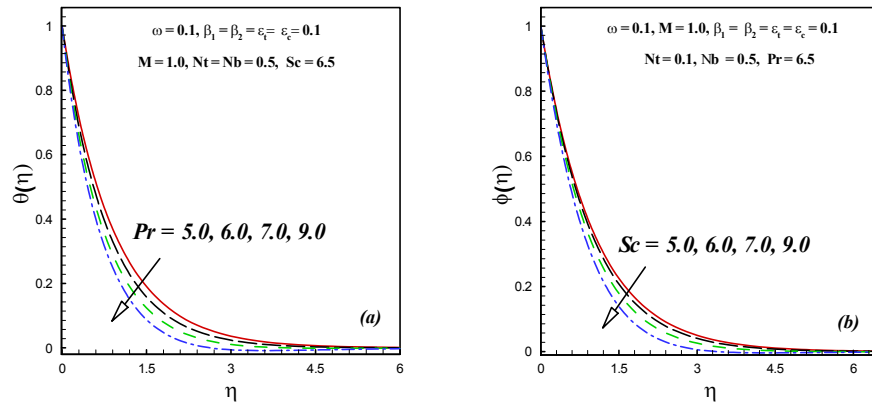 ω = 0.1, β₁ = β₂ = εₜ = ε_c = 0.1
M = 1.0, Nt = Nb = 0.5, Sc = 6.5
1
0.8
0.6
0.4
0.2
0
θ(η)
Pr = 5.0, 6.0, 7.0, 9.0
(a)
0 1.5 3 4.5 6
η
ω = 0.1, M = 1.0, β₁ = β₂ = εₜ = ε_c = 0.1
Nt = 0.1, Nb = 0.5, Pr = 6.5
1
0.8
0.6
0.4
0.2
0
ϕ(η)
Sc = 5.0, 6.0, 7.0, 9.0
(b)
0 1.5 3 4.5 6
η